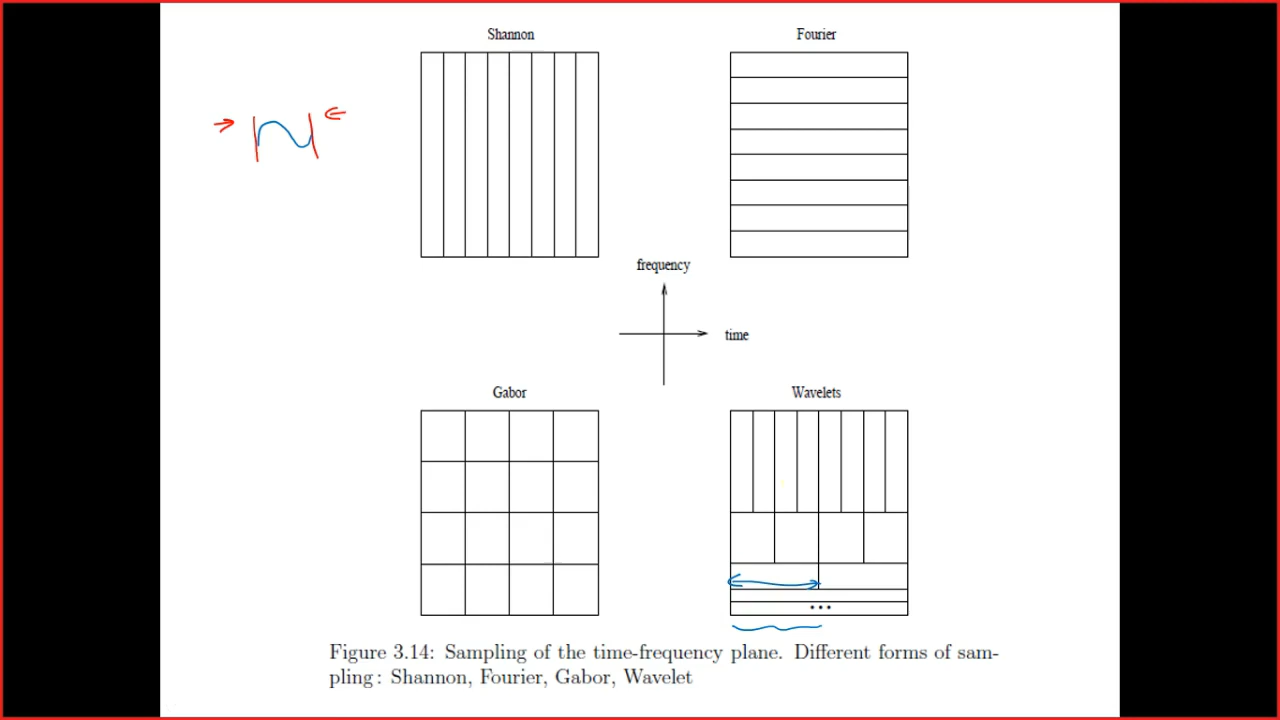 Shannon
Fourier
frequency
time
Gabor
Wavelets
Figure 3.14: Sampling of the time-frequency plane. Different forms of sam-
pling: Shannon, Fourier, Gabor, Wavelet